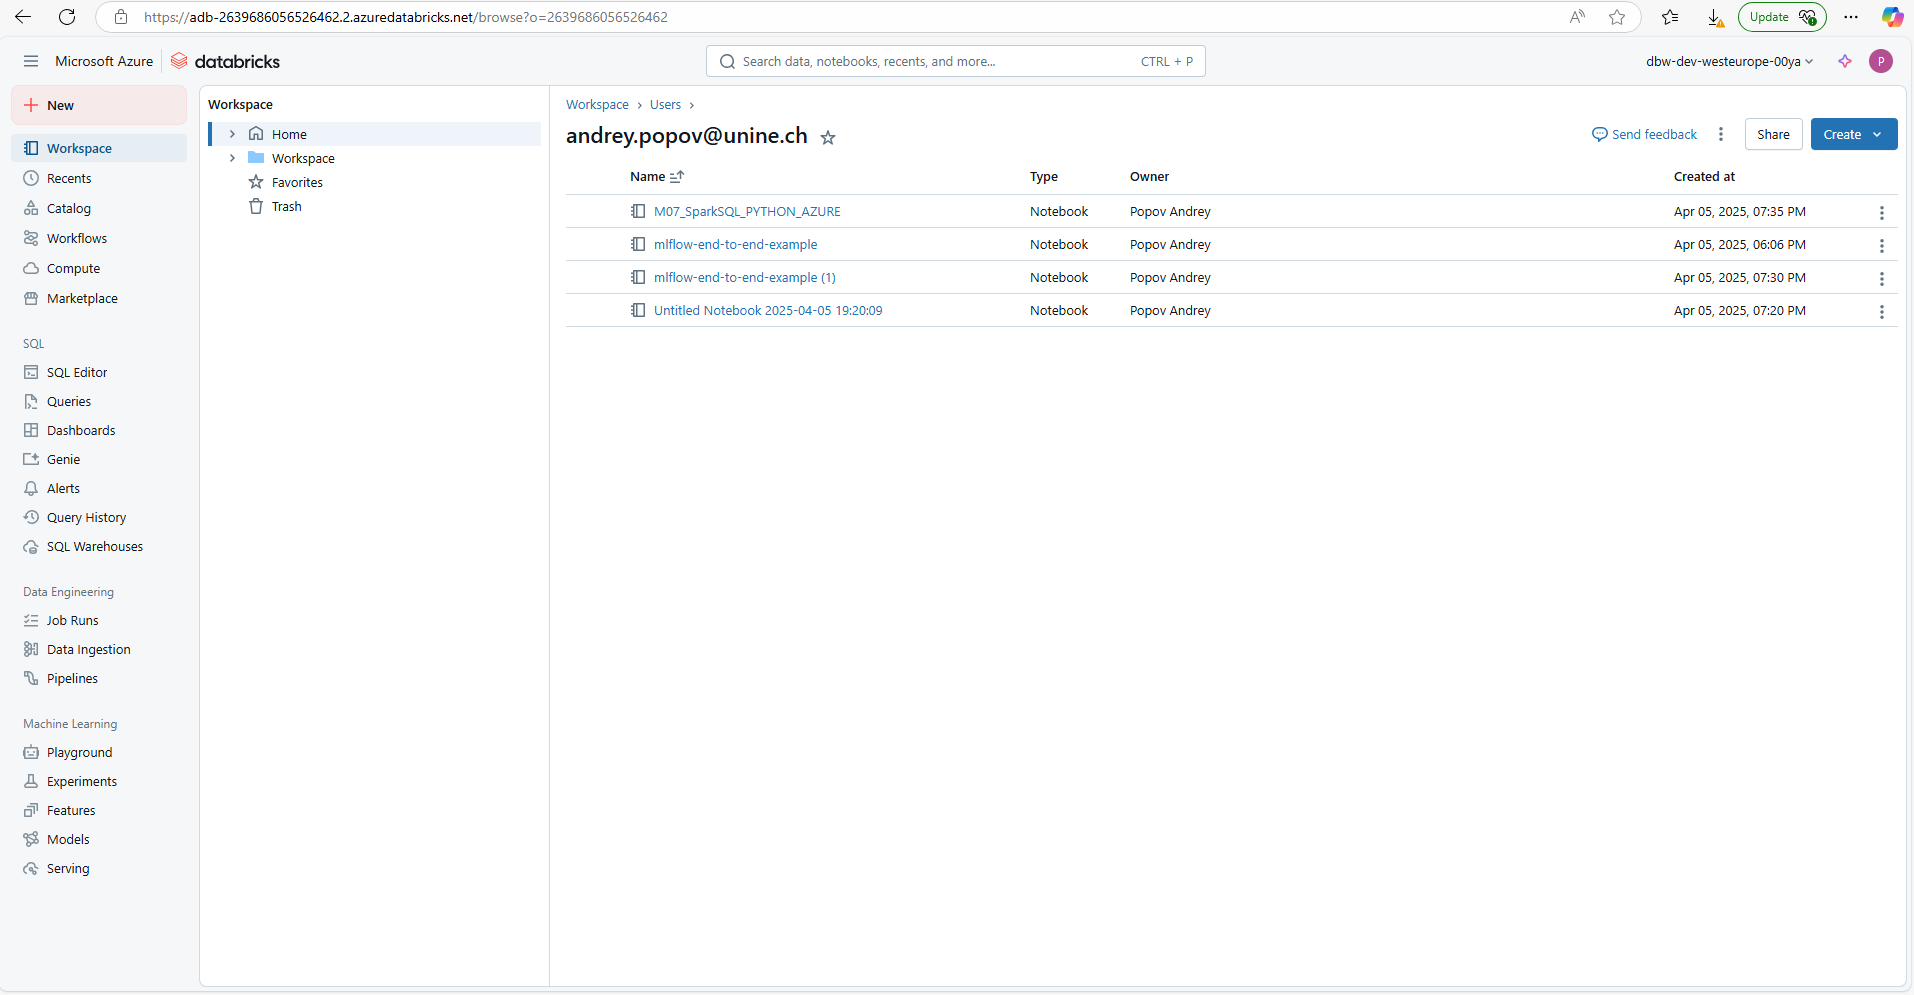 https://adb-2639686056526462.2.azuredatabricks.net/browse?o=2639686056526462
Update
Microsoft Azure databricks
Search data, notebooks, recents, and more... CTRL + P
dbw-dev-westeurope-00ya P
New
Workspace
Recents
Catalog
Workflows
Compute
Marketplace
SQL
SQL Editor
Queries
Dashboards
Genie
Alerts
Query History
SQL Warehouses
Data Engineering
Job Runs
Data Ingestion
Pipelines
Machine Learning
Playground
Experiments
Features
Models
Serving
Workspace
Home
Workspace
Favorites
Trash
Workspace › Users ›
andrey.popov@unine.ch
Send feedback Share Create
Name Type Owner Created at
M07_SparkSQL_PYTHON_AZURE Notebook Popov Andrey Apr 05, 2025, 07:35 PM
mlflow-end-to-end-example Notebook Popov Andrey Apr 05, 2025, 06:06 PM
mlflow-end-to-end-example (1) Notebook Popov Andrey Apr 05, 2025, 07:30 PM
Untitled Notebook 2025-04-05 19:20:09 Notebook Popov Andrey Apr 05, 2025, 07:20 PM